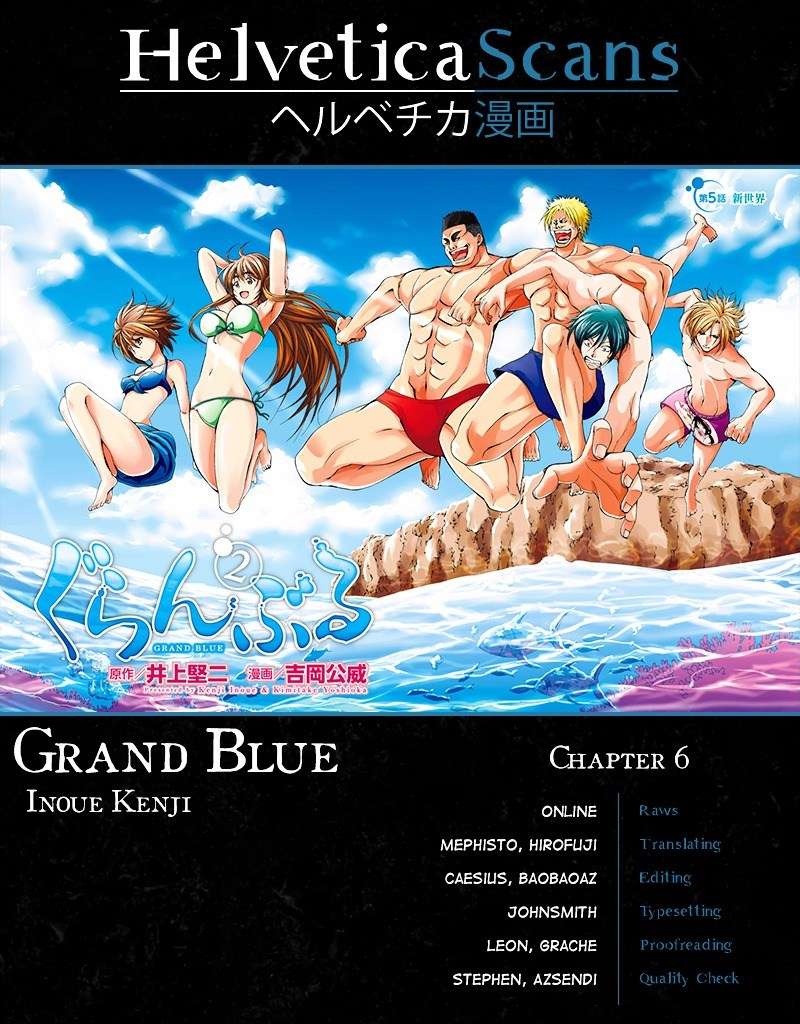 HelveticaScans
ヘルベチカ漫画
第5話 新世界
2
ぐらんぶる
GRAND BLUE
原作/井上堅二 漫画/吉岡公威
Presented by Kenji Inoue & Kimitake Yoshioka
GRAND BLUE
INOUE KENJI
CHAPTER 6
ONLINE Raws
MEPHISTO, HIROFUJI Translating
CAESIUS, BAOBAOAZ Editing
JOHNSMITH Typesetting
LEON, GRACHE Proofreading
STEPHEN, AZSENDI Quality Check